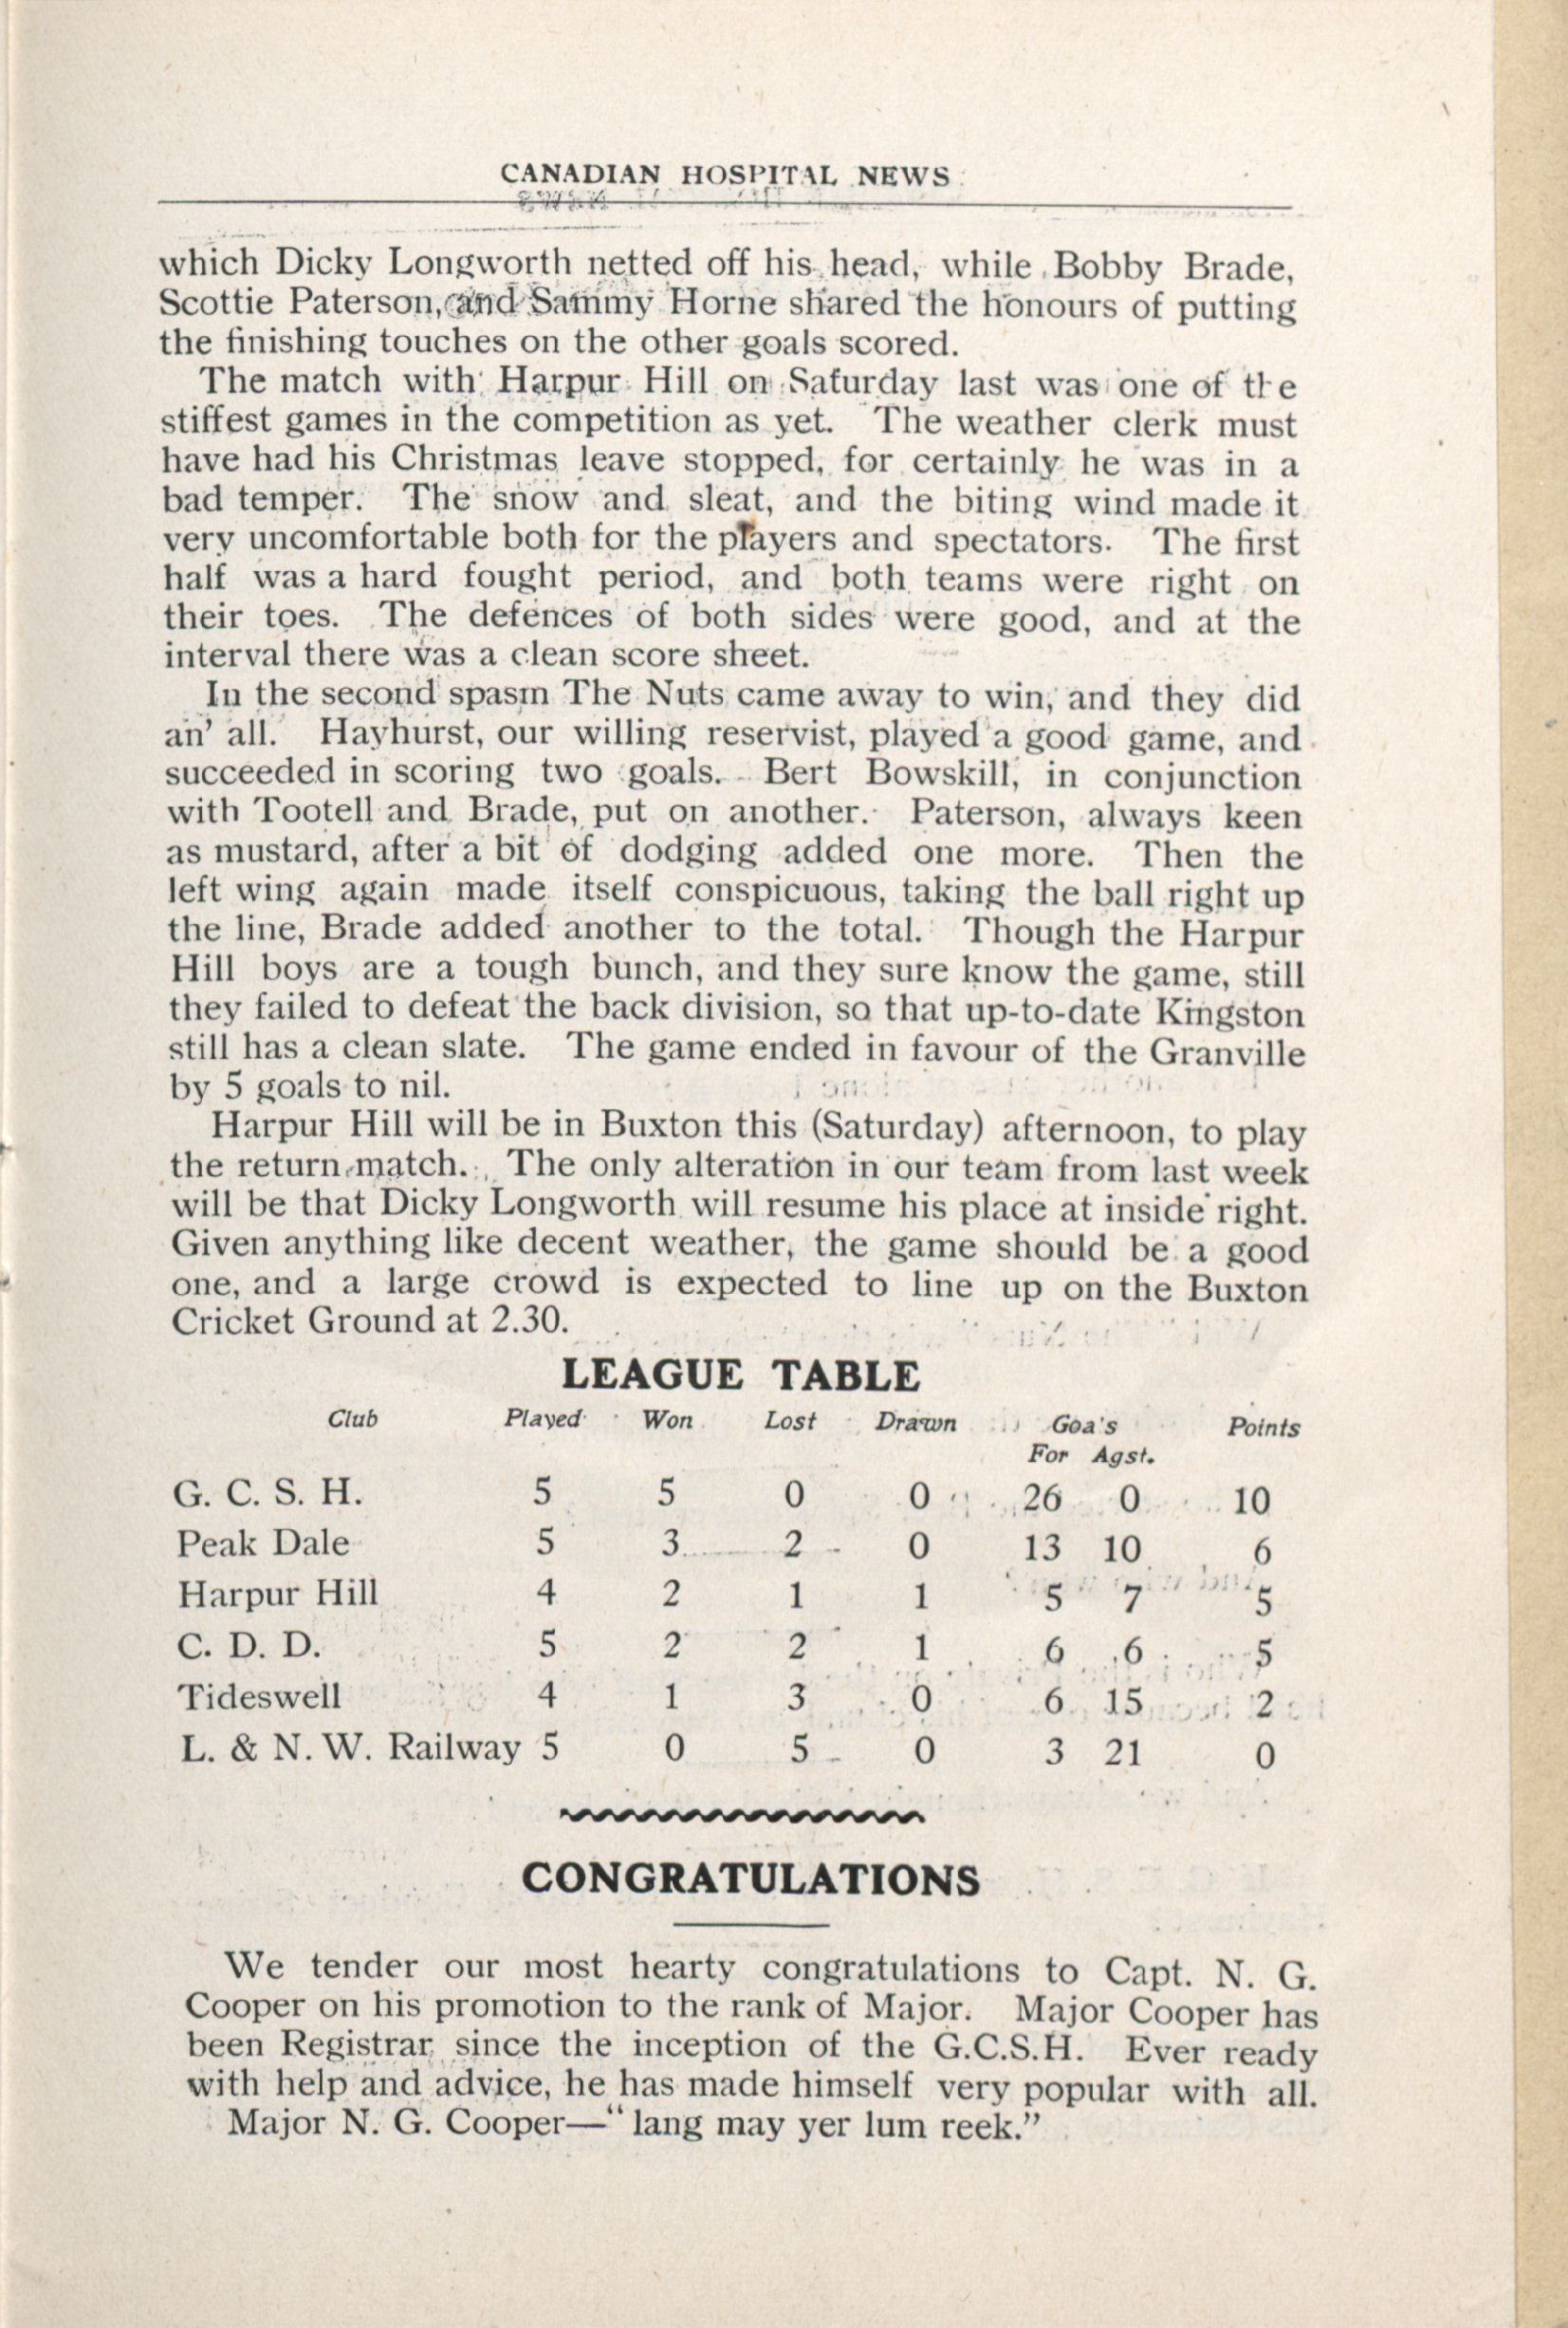 CANADIAN HOSPITAL NEWS
which Dicky Longworth netted off his head, while Bobby Brade,
Scottie Paterson, and Sammy Horne shared the honours of putting
the finishing touches on the other goals scored.
The match with Harpur Hill on Saturday last was one of the
stiffest games in the competition as yet. The weather clerk must
have had his Christmas leave stopped, for certainly he was in a
bad temper. The snow and sleat, and the biting wind made it
very uncomfortable both for the players and spectators. The first
half was a hard fought period, and both teams were right on
their toes. The defences of both sides were good, and at the
interval there was a clean score sheet.
In the second spasm The Nuts came away to win, and they did
an' all. Hayhurst, our willing reservist, played a good game, and
succeeded in scoring two goals. Bert Bowskill, in conjunction
with Tootell and Brade, put on another. Paterson, always keen
as mustard, after a bit of dodging added one more. Then the
left wing again made itself conspicuous, taking the ball right up
the line, Brade added another to the total. Though the Harpur
Hill boys are a tough bunch, and they sure know the game, still
they failed to defeat the back division, so that up-to-date Kingston
still has a clean slate. The game ended in favour of the Granville
by 5 goals to nil.
Harpur Hill will be in Buxton this (Saturday) afternoon, to play
the return match. The only alteration in our team from last week
will be that Dicky Longworth will resume his place at inside right.
Given anything like decent weather, the game should be a good
one, and a large crowd is expected to line up on the Buxton
Cricket Ground at 2.30.
LEAGUE TABLE
Club Played Won Lost Drawn Goa's Points
For Agst.
G. C. S. H. 5 5 0 0 26 0 10
Peak Dale 5 3 2 0 13 10 6
Harpur Hill 4 2 1 1 5 7 5
C. D. D. 5 2 2 1 6 6 5
Tideswell 4 1 3 0 6 15 2
L. & N. W. Railway 5 0 5 0 3 21 0
CONGRATULATIONS
We tender our most hearty congratulations to Capt. N. G.
Cooper on his promotion to the rank of Major. Major Cooper has
been Registrar since the inception of the G.C.S.H. Ever ready
with help and advice, he has made himself very popular with all.
Major N. G. Cooper—"lang may yer lum reek."